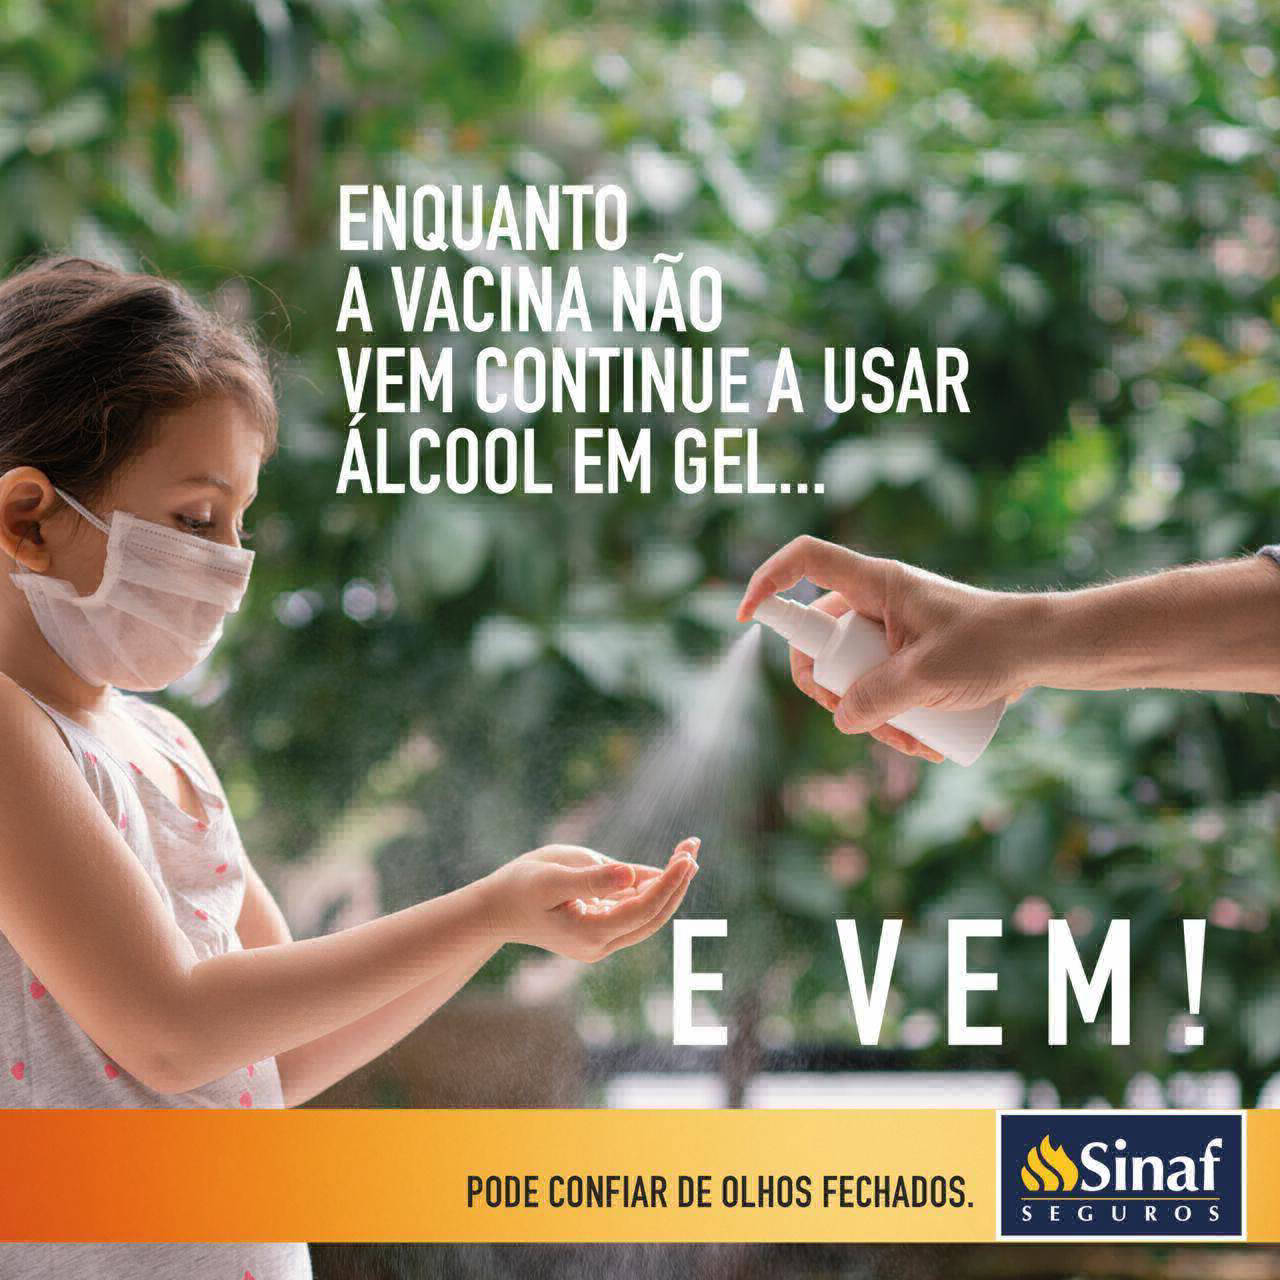 ENQUANTO
A VACINA NÃO
VEM CONTINUE A USAR
ÁLCOOL EM GEL...
E VEM!
PODE CONFIAR DE OLHOS FECHADOS.
Sinaf
SEGUROS